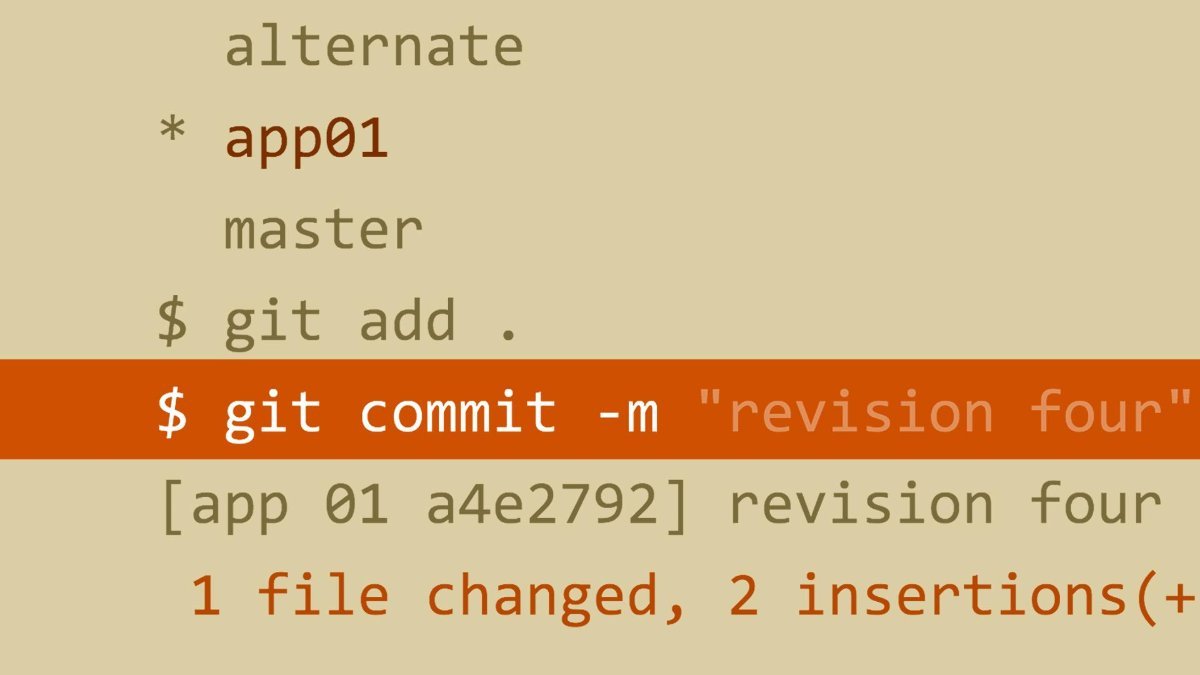 alternate
* app01
master
$ git add .
$ git commit -m "revision four"
[app 01 a4e2792] revision four
1 file changed, 2 insertions(+